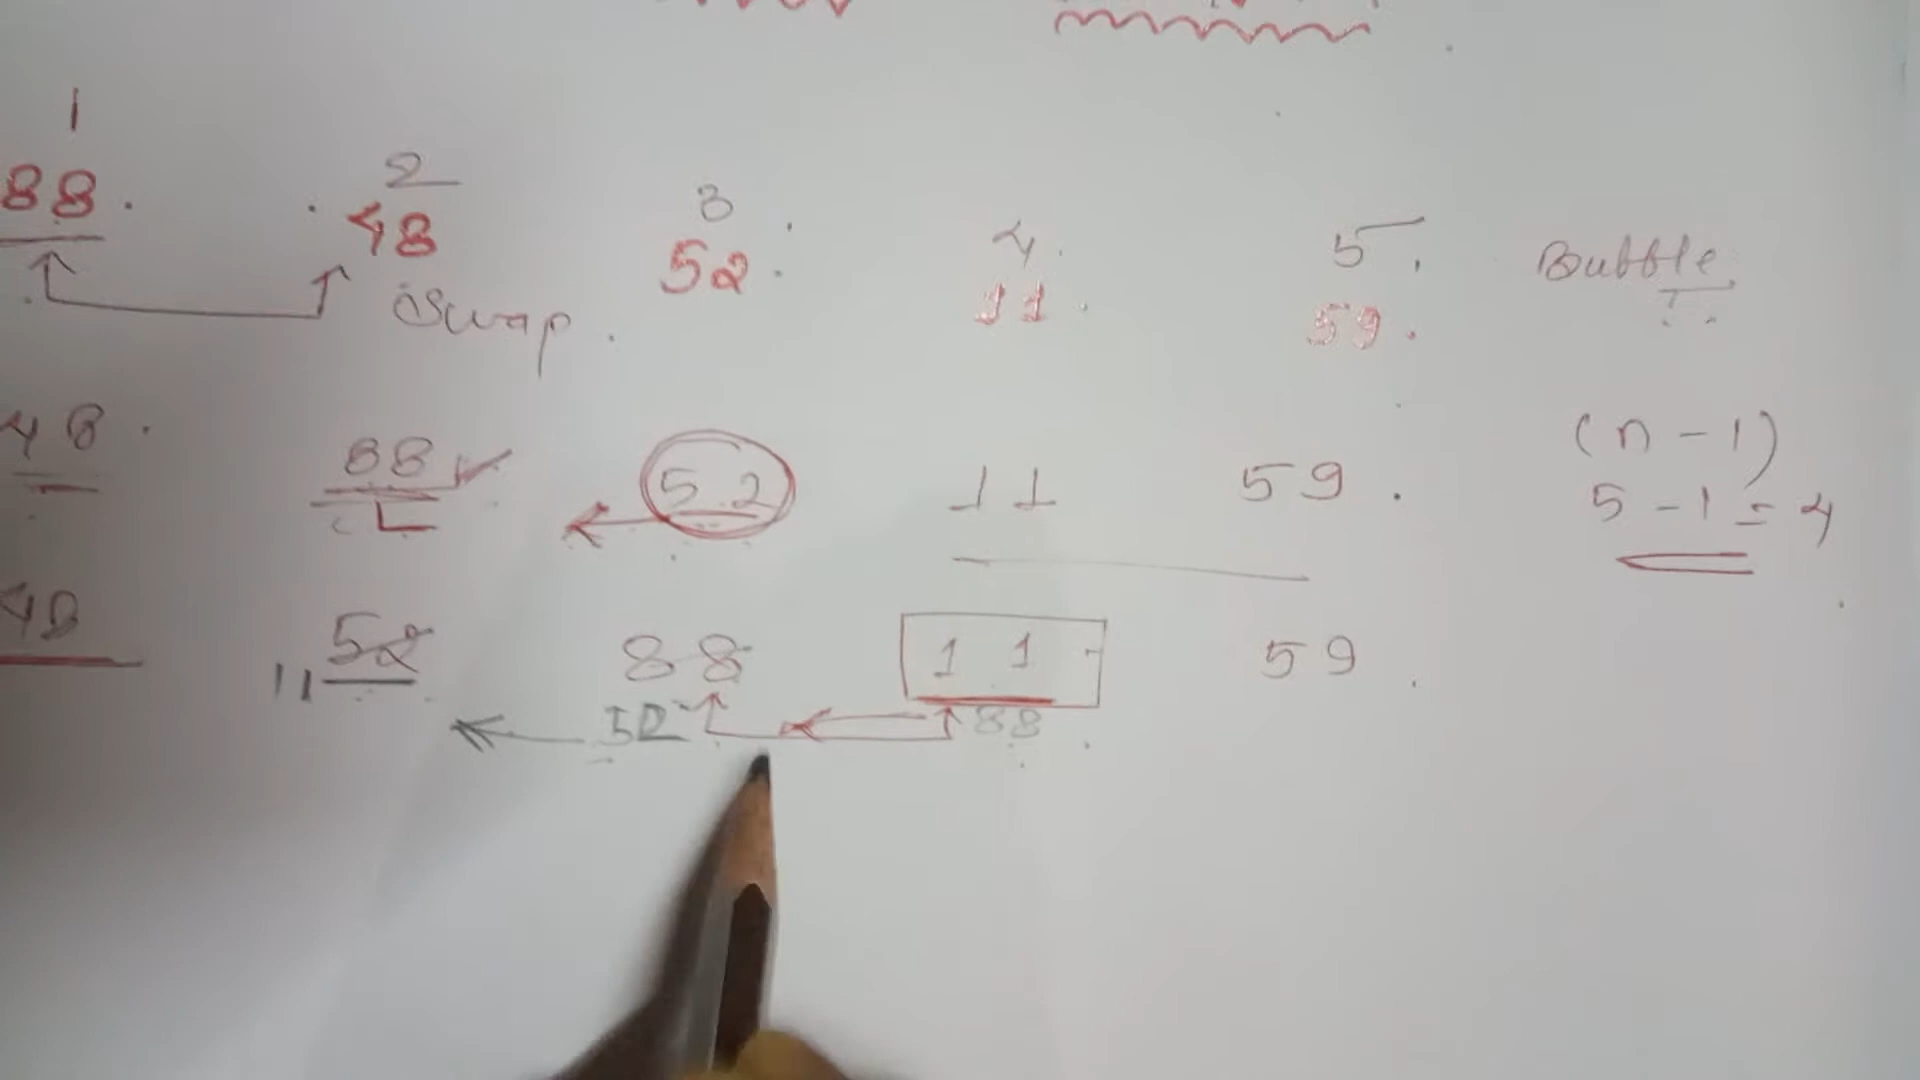 1 2 3 4 5
88 48 52 11 59 Bubble
Swap
48 88 52 11 59 (n-1)
5-1=4
48 52 88 11 59
11 52 88